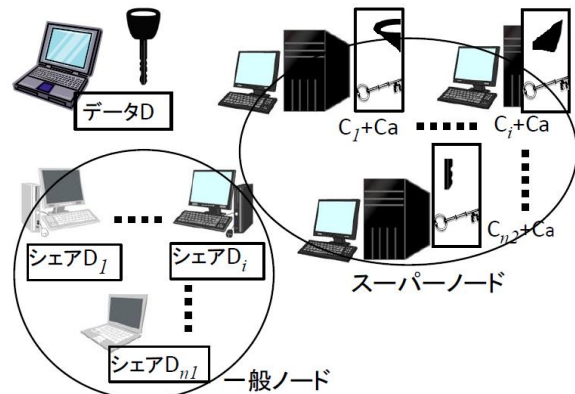 データD
C1+Ca
Ci+Ca
Cn2+Ca
スーパーノード
シェアD1
シェアDi
シェアDn1
一般ノード